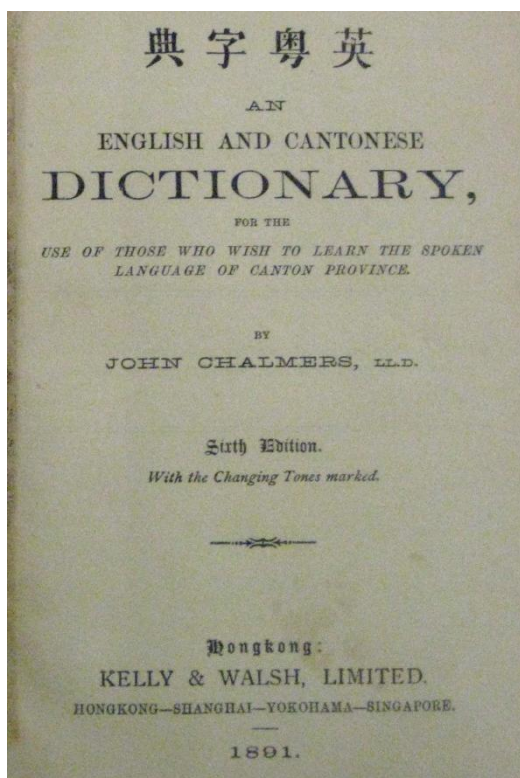 典字粵英
AN
ENGLISH AND CANTONESE
DICTIONARY,
FOR THE
USE OF THOSE WHO WISH TO LEARN THE SPOKEN
LANGUAGE OF CANTON PROVINCE.
BY
JOHN CHALMERS, LL.D.
Sixth Edition.
With the Changing Tones marked.
Hongkong:
KELLY & WALSH, LIMITED.
HONGKONG—SHANGHAI—YOKOHAMA—SINGAPORE.
1891.